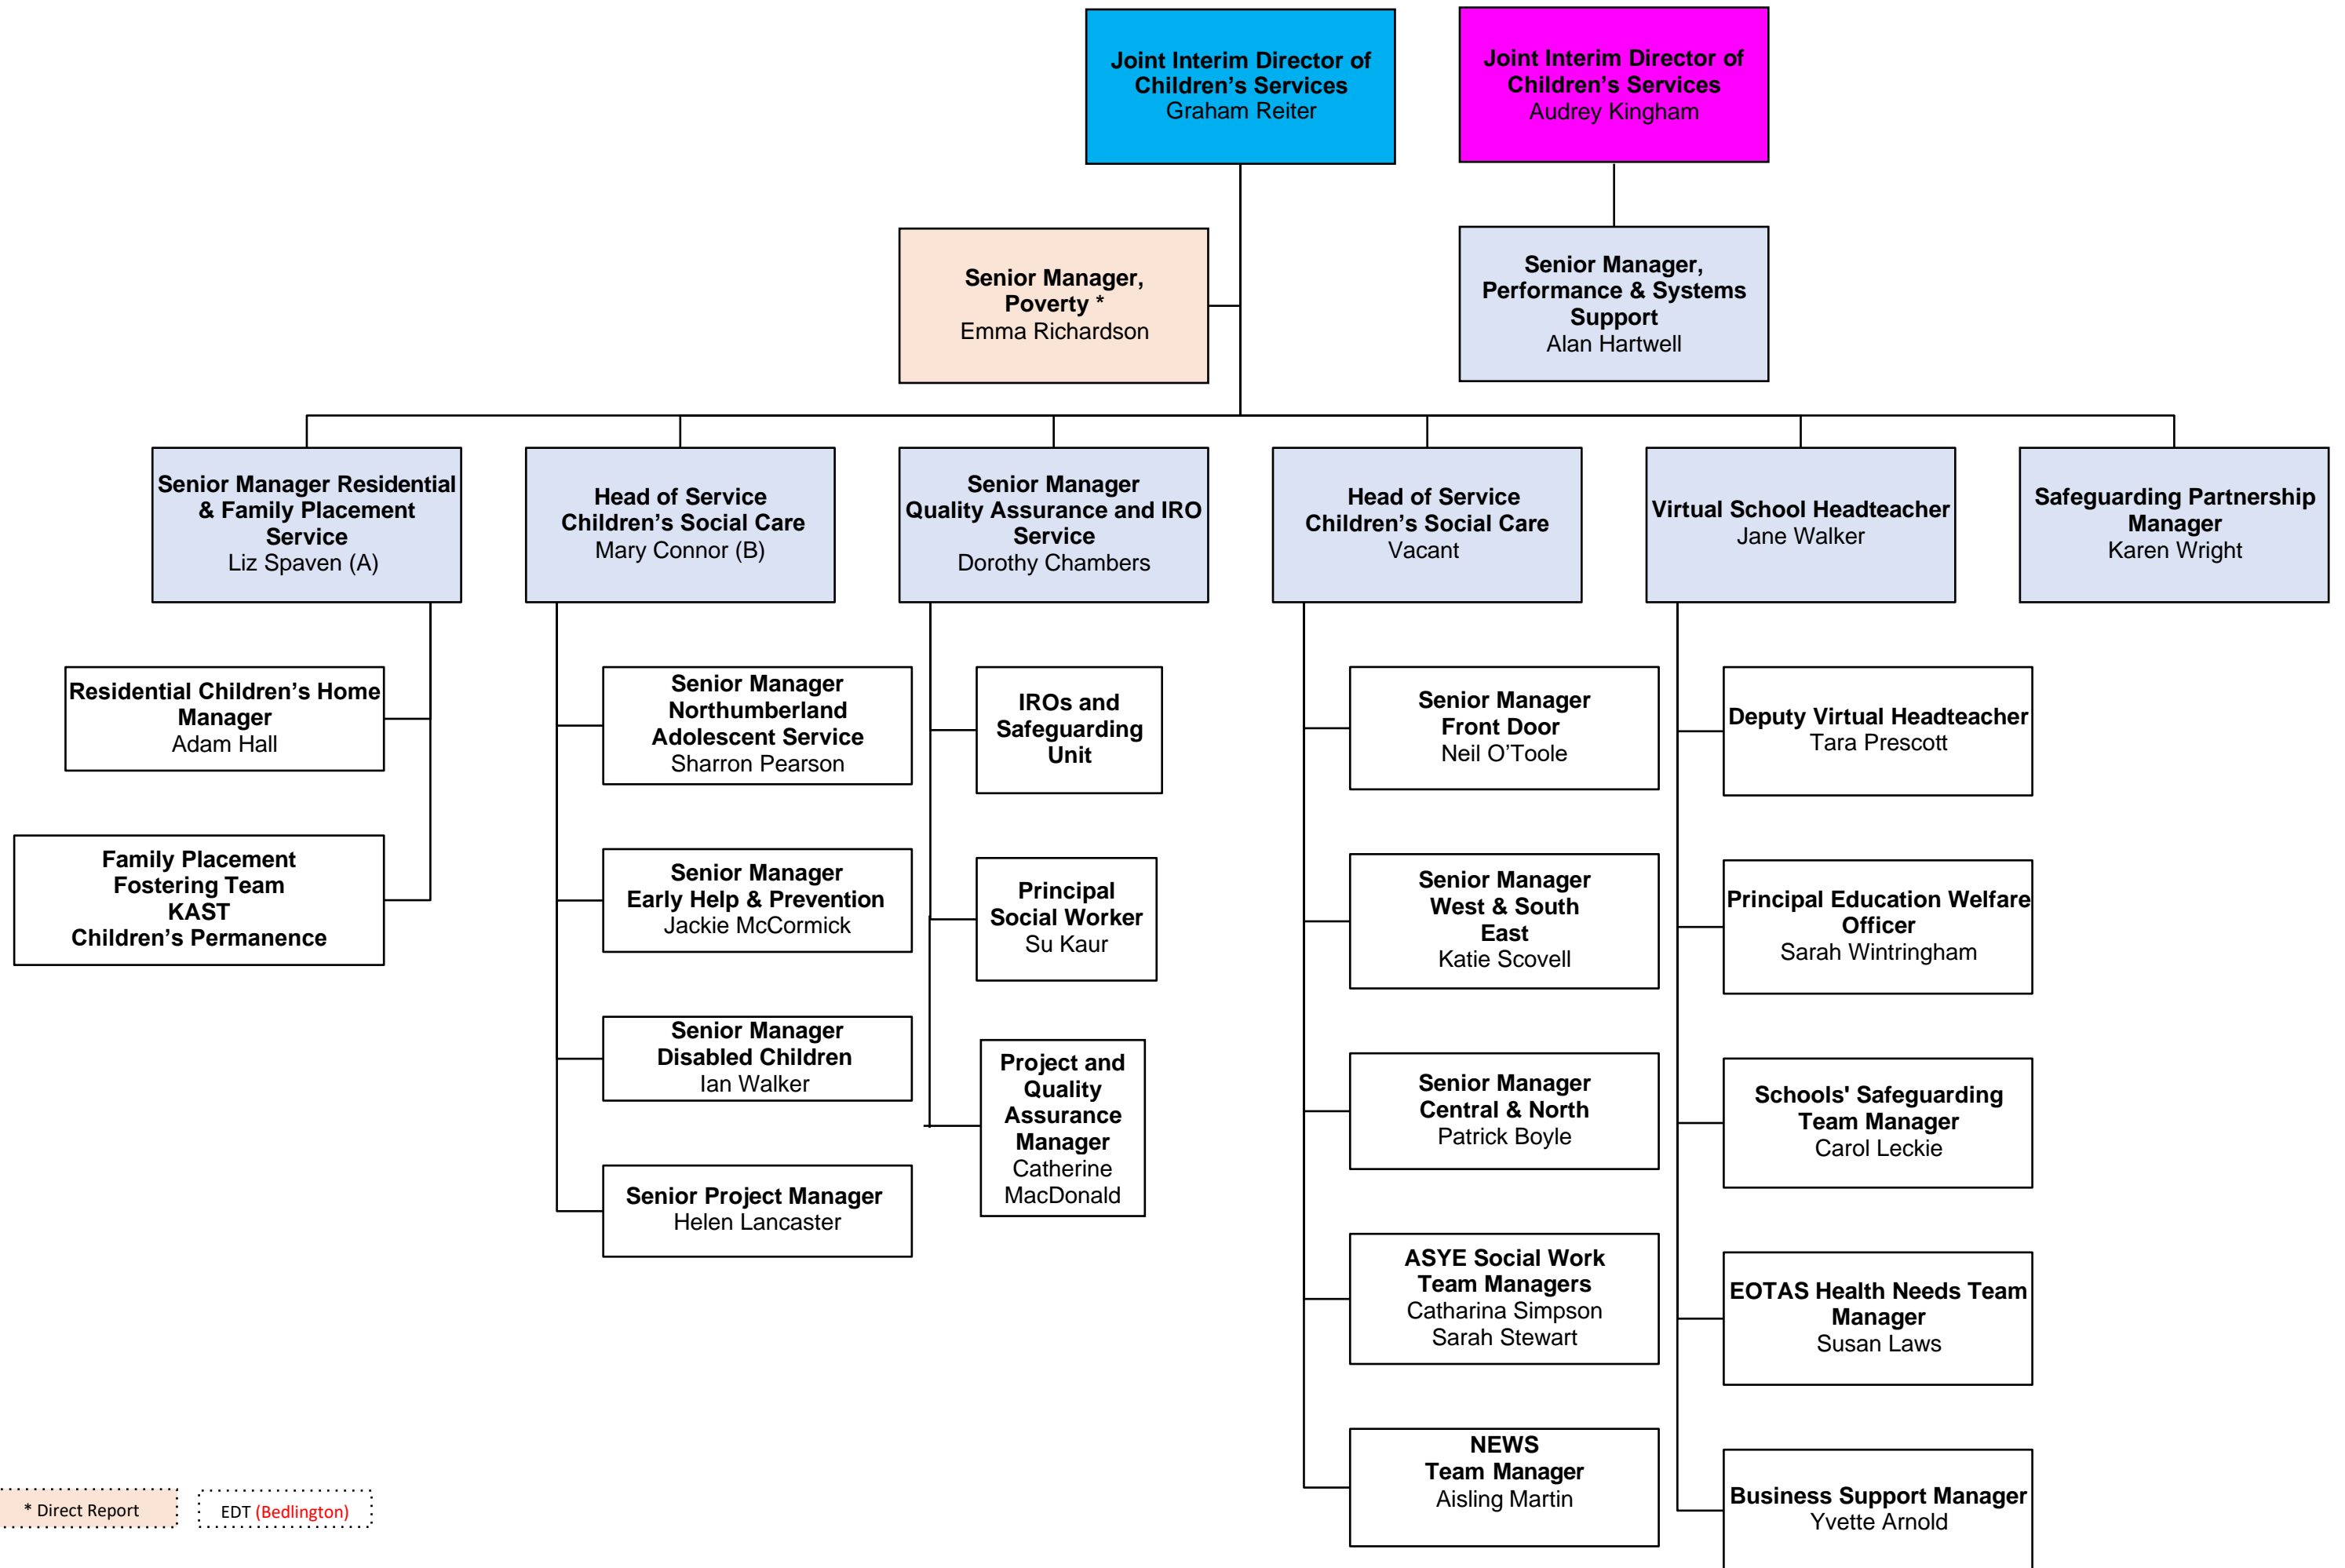 Joint Interim Director of
Children’s Services
Graham Reiter
Joint Interim Director of
Children’s Services
Audrey Kingham
Senior Manager,
Poverty *
Emma Richardson
Senior Manager,
Performance & Systems
Support
Alan Hartwell
Senior Manager Residential
& Family Placement
Service
Liz Spaven (A)
Head of Service
Children’s Social Care
Mary Connor (B)
Senior Manager
Quality Assurance and IRO
Service
Dorothy Chambers
Head of Service
Children’s Social Care
Vacant
Virtual School Headteacher
Jane Walker
Safeguarding Partnership
Manager
Karen Wright
Residential Children’s Home
Manager
Adam Hall
Family Placement
Fostering Team
KAST
Children’s Permanence
Senior Manager
Northumberland
Adolescent Service
Sharron Pearson
Senior Manager
Early Help & Prevention
Jackie McCormick
Senior Manager
Disabled Children
Ian Walker
Senior Project Manager
Helen Lancaster
IROs and
Safeguarding
Unit
Principal
Social Worker
Su Kaur
Project and
Quality
Assurance
Manager
Catherine
MacDonald
Senior Manager
Front Door
Neil O’Toole
Senior Manager
West & South
East
Katie Scovell
Senior Manager
Central & North
Patrick Boyle
ASYE Social Work
Team Managers
Catharina Simpson
Sarah Stewart
NEWS
Team Manager
Aisling Martin
Deputy Virtual Headteacher
Tara Prescott
Principal Education Welfare
Officer
Sarah Wintringham
Schools' Safeguarding
Team Manager
Carol Leckie
EOTAS Health Needs Team
Manager
Susan Laws
Business Support Manager
Yvette Arnold
* Direct Report
EDT (Bedlington)